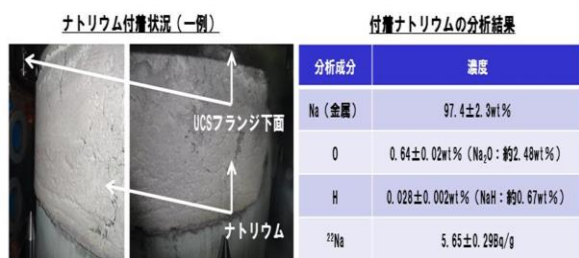 ナトリウム付着状況(一例)
UCSフランジ下面
ナトリウム
付着ナトリウムの分析結果
分析成分 濃度
Na(金属) 97.4±2.3wt%
O 0.64±0.02wt%(Na₂O:約2.48wt%)
H 0.028±0.002wt%(NaH:約0.67wt%)
²²Na 5.65±0.29Bq/g